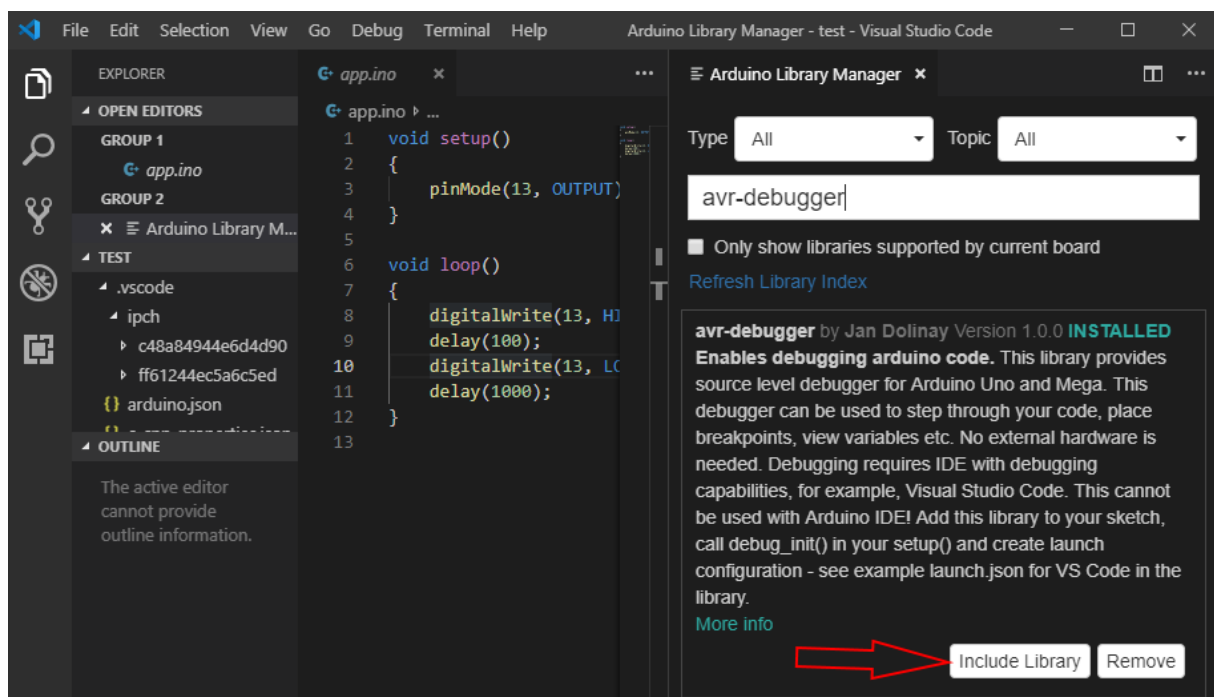 File Edit Selection View Go Debug Terminal Help Arduino Library Manager - test - Visual Studio Code
EXPLORER
OPEN EDITORS
GROUP 1
app.ino
GROUP 2
Arduino Library M...
TEST
.vscode
ipch
c48a84944e6d4d90
ff61244ec5a6c5ed
{} arduino.json
OUTLINE
The active editor
cannot provide
outline information.
app.ino
app.ino ...
1 void setup()
2 {
3 pinMode(13, OUTPUT)
4 }
5
6 void loop()
7 {
8 digitalWrite(13, HI
9 delay(100);
10 digitalWrite(13, LO
11 delay(1000);
12 }
13
Arduino Library Manager
Type All Topic All
avr-debugger
Only show libraries supported by current board
Refresh Library Index
avr-debugger by Jan Dolinay Version 1.0.0 INSTALLED
Enables debugging arduino code. This library provides
source level debugger for Arduino Uno and Mega. This
debugger can be used to step through your code, place
breakpoints, view variables etc. No external hardware is
needed. Debugging requires IDE with debugging
capabilities, for example, Visual Studio Code. This cannot
be used with Arduino IDE! Add this library to your sketch,
call debug_init() in your setup() and create launch
configuration - see example launch.json for VS Code in the
library.
More info
Include Library Remove